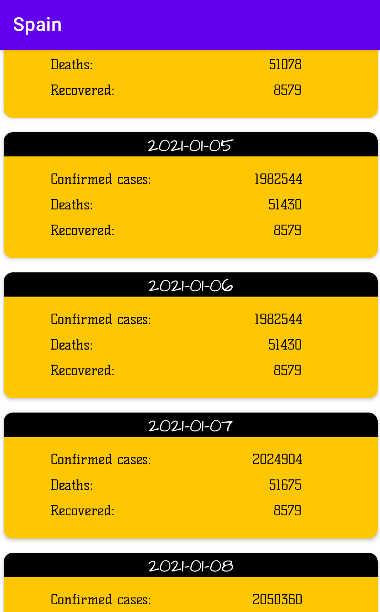 Spain
Deaths: 51078
Recovered: 8579
2021-01-05
Confirmed cases: 1982544
Deaths: 51430
Recovered: 8579
2021-01-06
Confirmed cases: 1982544
Deaths: 51430
Recovered: 8579
2021-01-07
Confirmed cases: 2024904
Deaths: 51675
Recovered: 8579
2021-01-08
Confirmed cases: 2050360